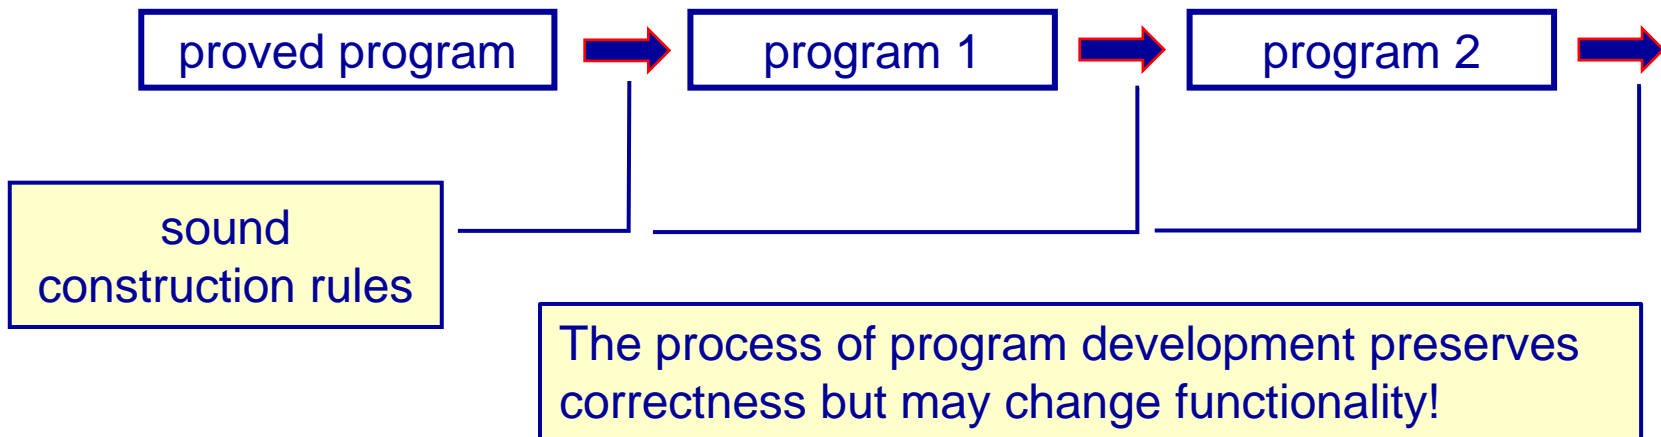 proved program
program 1
program 2
sound
construction rules
The process of program development preserves
correctness but may change functionality!